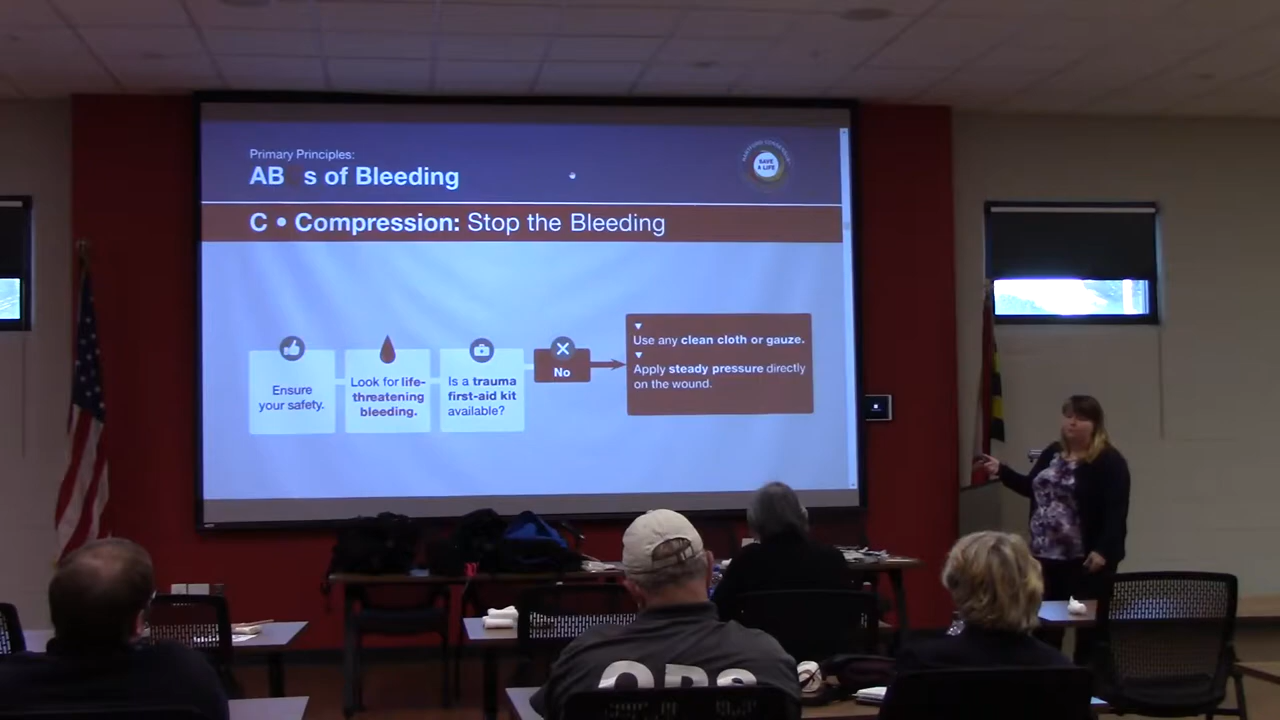 Primary Principles:
AB s of Bleeding
HARTFORD CONSENSUS
SAVE
A LIFE
C • Compression: Stop the Bleeding
Ensure
your safety.
Look for life-
threatening
bleeding.
Is a trauma
first-aid kit
available?
No
Use any clean cloth or gauze.
Apply steady pressure directly
on the wound.